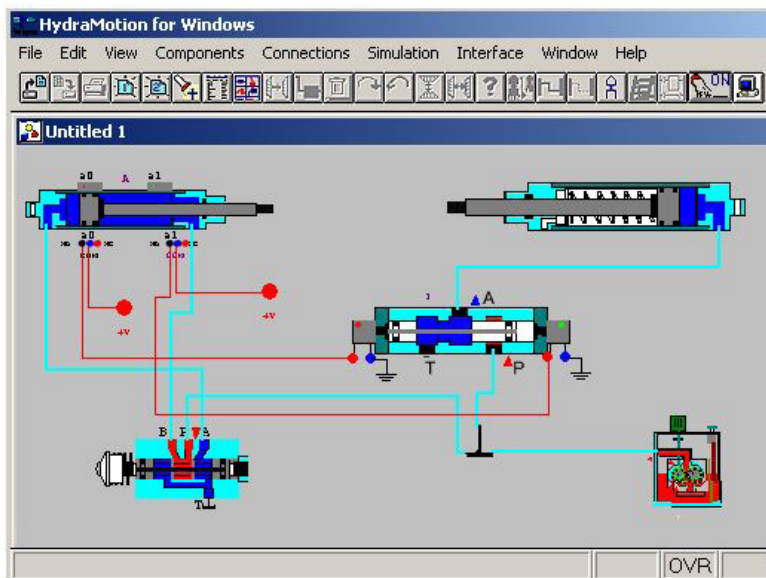 HydraMotion for Windows
File Edit View Components Connections Simulation Interface Window Help
ON
Untitled 1
a0 A a1
a0 a1
+V +V
A
T P
B P A
T
OVR